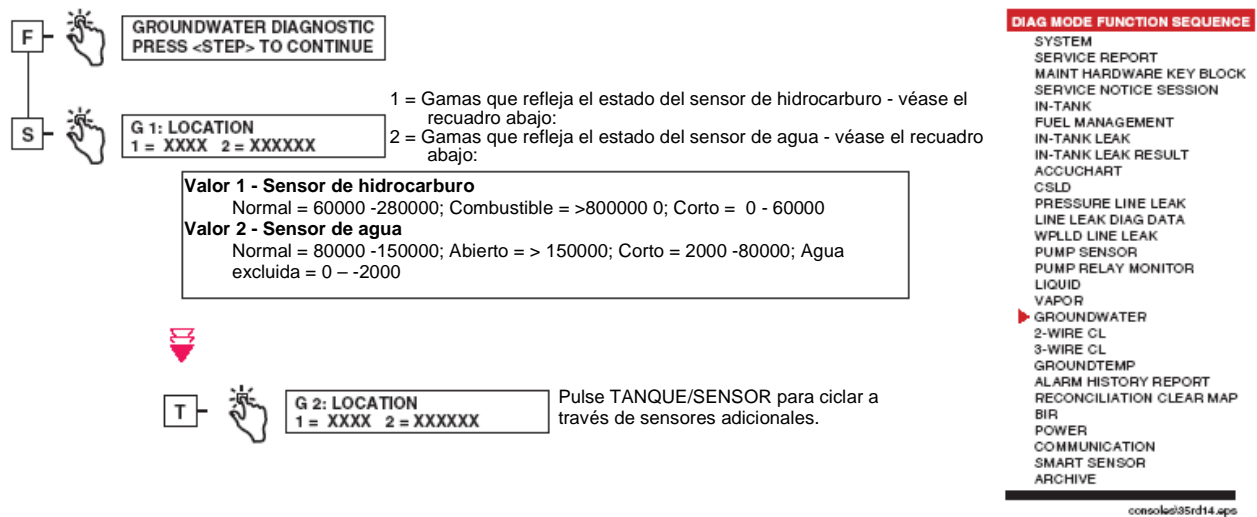 F
GROUNDWATER DIAGNOSTIC
PRESS <STEP> TO CONTINUE
S
G 1: LOCATION
1 = XXXX 2 = XXXXXX
1 = Gamas que refleja el estado del sensor de hidrocarburo - véase el
recuadro abajo:
2 = Gamas que refleja el estado del sensor de agua - véase el recuadro
abajo:
Valor 1 - Sensor de hidrocarburo
Normal = 60000 -280000; Combustible = >800000 0; Corto = 0 - 60000
Valor 2 - Sensor de agua
Normal = 80000 -150000; Abierto = > 150000; Corto = 2000 -80000; Agua
excluida = 0 – -2000
T
G 2: LOCATION
1 = XXXX 2 = XXXXXX
Pulse TANQUE/SENSOR para ciclar a
través de sensores adicionales.
DIAG MODE FUNCTION SEQUENCE
SYSTEM
SERVICE REPORT
MAINT HARDWARE KEY BLOCK
SERVICE NOTICE SESSION
IN-TANK
FUEL MANAGEMENT
IN-TANK LEAK
IN-TANK LEAK RESULT
ACCUCHART
CSLD
PRESSURE LINE LEAK
LINE LEAK DIAG DATA
WPLLD LINE LEAK
PUMP SENSOR
PUMP RELAY MONITOR
LIQUID
VAPOR
GROUNDWATER
2-WIRE CL
3-WIRE CL
GROUNDTEMP
ALARM HISTORY REPORT
RECONCILIATION CLEAR MAP
BIR
POWER
COMMUNICATION
SMART SENSOR
ARCHIVE
consoles\35rd14.eps